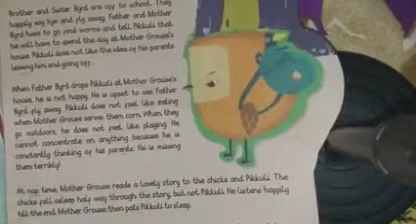 Brother and Sister Byrd are off to school. They
happily say bye and fly away. Father and Mother
Byrd have to go find worms and tell Pikkuli that
he will have to spend the day at Mother Grouse's
house. Pikkuli does not like the idea of his parents
leaving him and going off.
When Father Byrd drops Pikkuli at Mother Grouse's
house, he is not happy. He is upset to see Father
Byrd fly away. Pikkuli does not feel like eating
when Mother Grouse serves them corn. When they
go outdoors, he does not feel like playing. He
cannot concentrate on anything because he is
constantly thinking of his parents. He is missing
them terribly!
At nap time, Mother Grouse reads a lovely story to the chicks and Pikkuli. The
chicks fall asleep half way through the story, but not Pikkuli. He listens happily
till the end. Mother Grouse then pats Pikkuli to sleep.